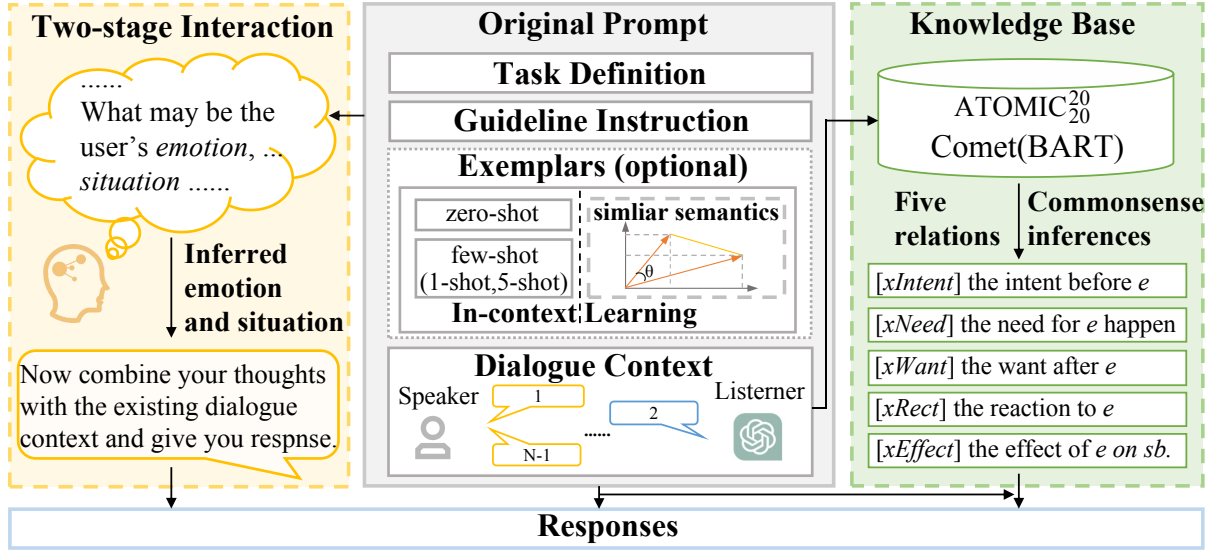 Two-stage Interaction
......
What may be the
user's emotion, ...
situation ......
Inferred
emotion
and situation
Now combine your thoughts
with the existing dialogue
context and give you respnse.
Original Prompt
Task Definition
Guideline Instruction
Exemplars (optional)
zero-shot
few-shot
(1-shot,5-shot)
simliar semantics
θ
In-context Learning
Dialogue Context
Speaker
Listerner
1
2
......
N-1
Knowledge Base
ATOMIC²⁰₂₀
Comet(BART)
Five
relations
Commonsense
inferences
[xIntent] the intent before e
[xNeed] the need for e happen
[xWant] the want after e
[xRect] the reaction to e
[xEffect] the effect of e on sb.
Responses